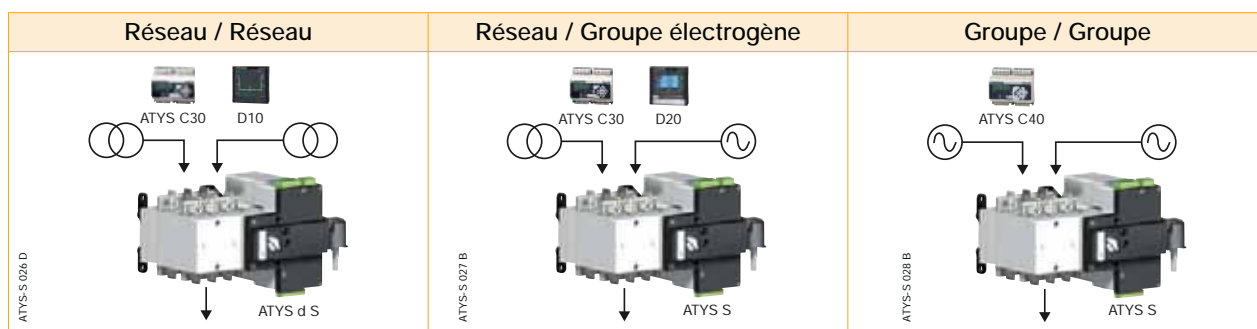 Réseau / Réseau
Réseau / Groupe électrogène
Groupe / Groupe
ATYS C30
D10
ATYS C30
D20
ATYS C40
ATYS-S 026 D
ATYS d S
ATYS-S 027 B
ATYS S
ATYS-S 028 B
ATYS S